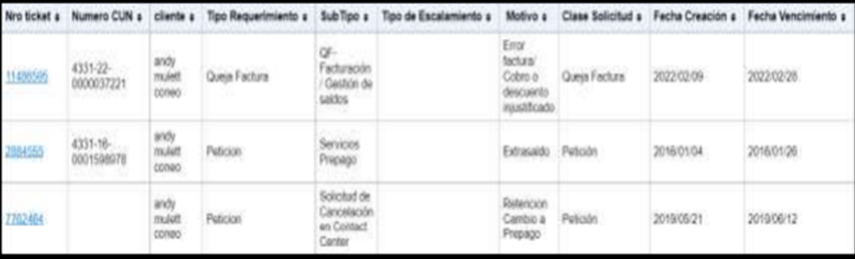 Nro ticket Numero CUN cliente Tipo Requerimiento SubTipo Tipo de Escalamiento Motivo Clase Solicitud Fecha Creación Fecha Vencimiento
11486595 4331-22-0000037221 andy mulett coneo Queja Factura QF-Facturación / Gestión de saldos Error factura/ Cobro o descuento injustificado Queja Factura 2022/02/09 2022/02/28
2884555 4331-16-0001598978 andy mulett coneo Peticion Servicios Prepago Extrasaldo Petición 2016/01/04 2016/01/26
7702464 andy mulett coneo Peticion Solicitud de Cancelación en Contact Center Retencion Cambio a Prepago Petición 2019/05/21 2019/06/12